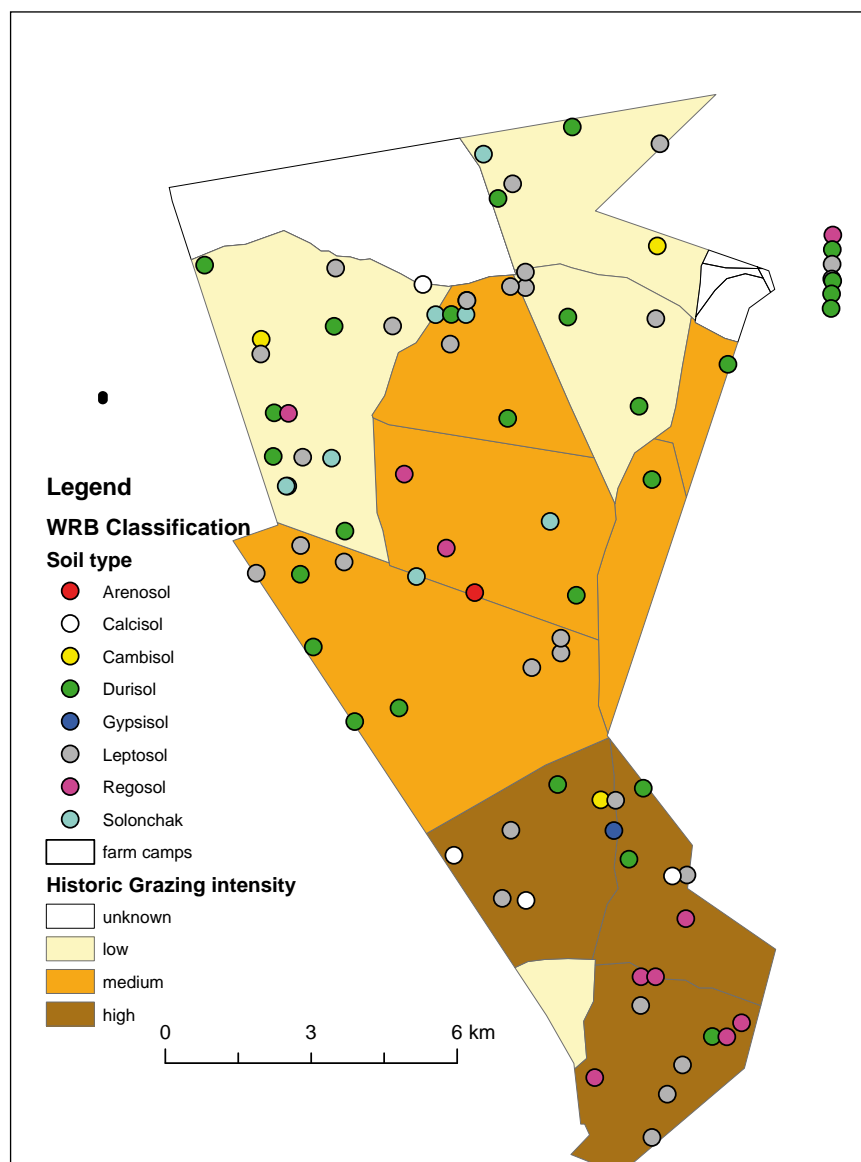 Legend
WRB Classification
Soil type
Arenosol
Calcisol
Cambisol
Durisol
Gypsisol
Leptosol
Regosol
Solonchak
farm camps
Historic Grazing intensity
unknown
low
medium
high
0 3 6 km